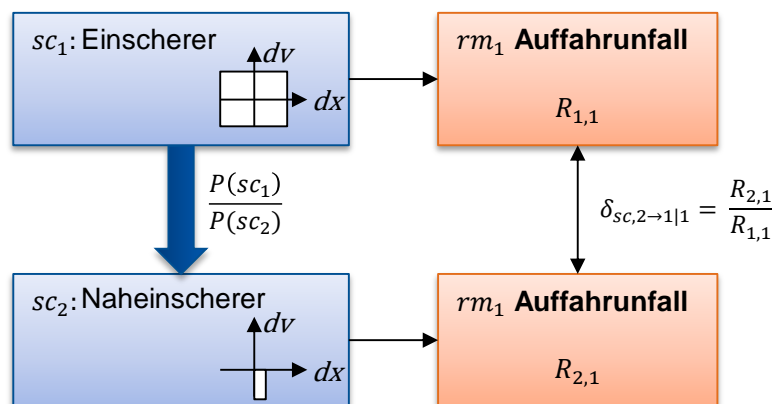 sc₁: Einscherer
dv
dx
rm₁ Auffahrunfall
R₁,₁
P(sc₁)
P(sc₂)
δsc,2→1|1 = R₂,₁
R₁,₁
sc₂: Naheinscherer
dv
dx
rm₁ Auffahrunfall
R₂,₁